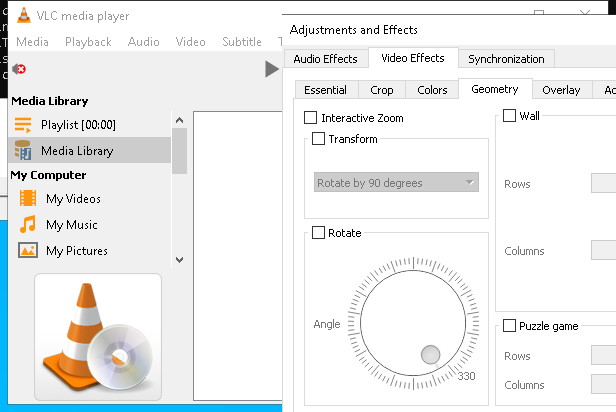 VLC media player
Media Playback Audio Video Subtitle
Media Library
Playlist [00:00]
Media Library
My Computer
My Videos
My Music
My Pictures
Adjustments and Effects
Audio Effects Video Effects Synchronization
Essential Crop Colors Geometry Overlay
Interactive Zoom
Transform
Rotate by 90 degrees
Rotate
Angle
330
Wall
Rows
Columns
Puzzle game
Rows
Columns